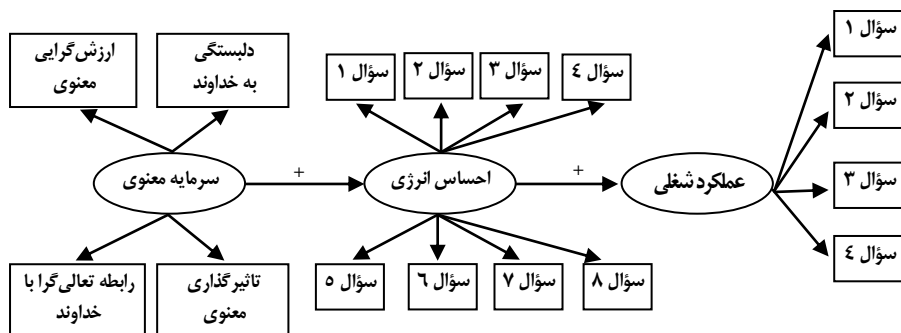 ارزش‌گرایی
معنوی
دلبستگی
به خداوند
سؤال ۱
سؤال ۲
سؤال ۳
سؤال ٤
سؤال ۱
سؤال ۲
سؤال ۳
سؤال ٤
سرمایه معنوی
+
احساس انرژی
+
عملکرد شغلی
رابطه تعالی‌گرا با
خداوند
تاثیرگذاری
معنوی
سؤال ٥
سؤال ٦
سؤال ۷
سؤال ۸